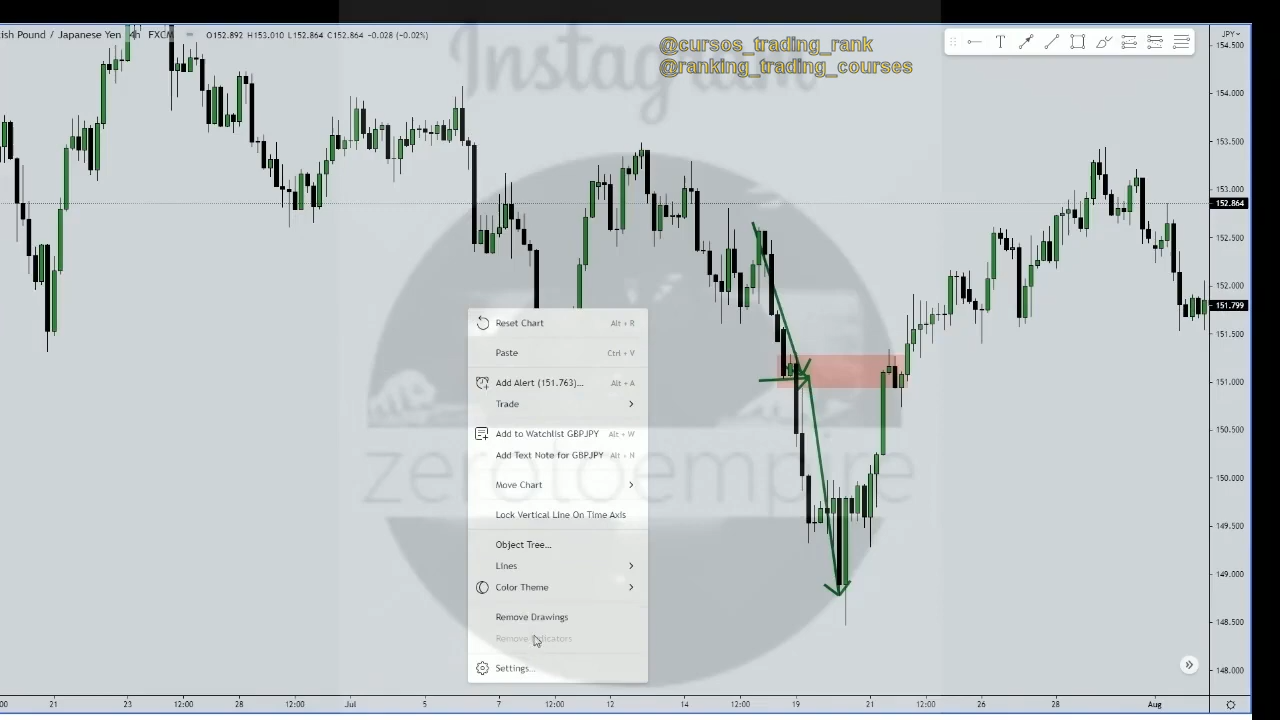 ish Pound / Japanese Yen 4h FXCM O152.892 H153.010 L152.864 C152.864 -0.028 (-0.02%)
@cursos_trading_rank
@ranking_trading_courses
Instagram
zerotoempire
JPY
154.500
154.000
153.500
153.000
152.864
152.500
152.000
151.799
151.500
151.000
150.500
150.000
149.500
149.000
148.500
148.000
Reset Chart Alt + R
Paste Ctrl + V
Add Alert (151.763)... Alt + A
Trade
Add to Watchlist GBPJPY Alt + W
Add Text Note for GBPJPY Alt + N
Move Chart
Lock Vertical Line On Time Axis
Object Tree...
Lines
Color Theme
Remove Drawings
Remove Indicators
Settings...
:00 21 23 12:00 28 12:00 Jul 5 7 12 14 12:00 19 21 12:00 26 28 Aug